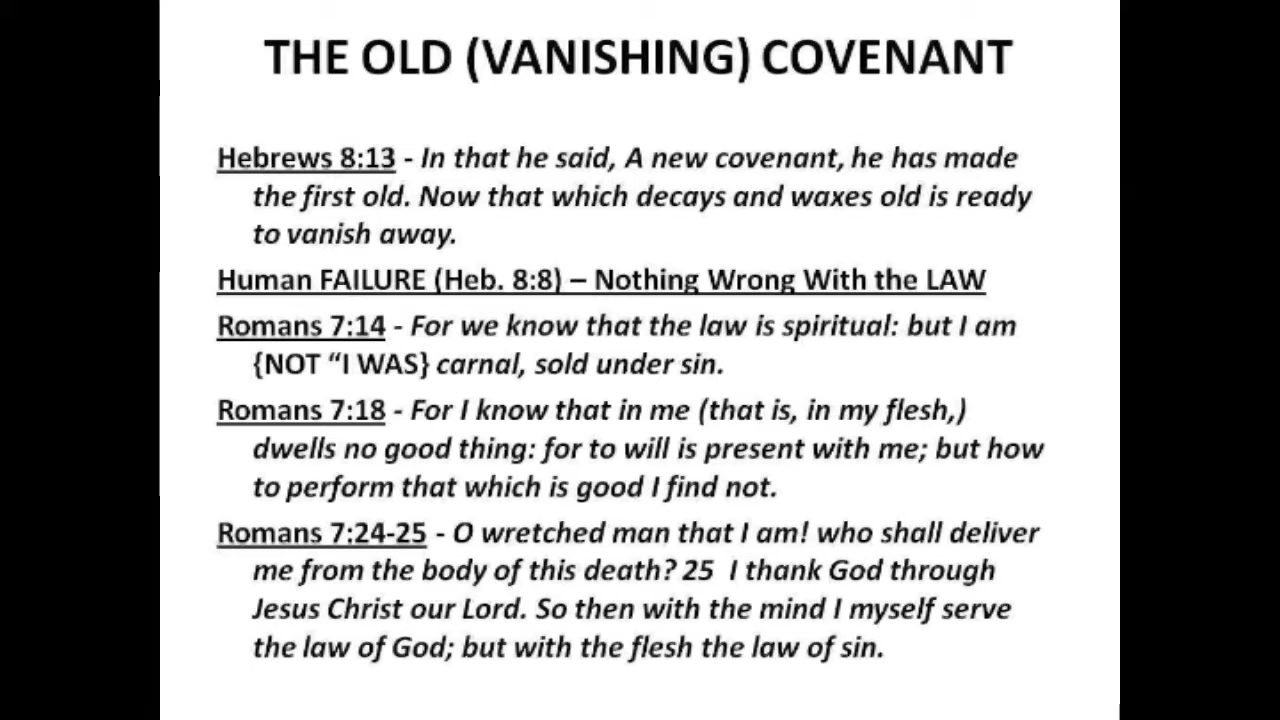 THE OLD (VANISHING) COVENANT
Hebrews 8:13 - In that he said, A new covenant, he has made
the first old. Now that which decays and waxes old is ready
to vanish away.
Human FAILURE (Heb. 8:8) – Nothing Wrong With the LAW
Romans 7:14 - For we know that the law is spiritual: but I am
{NOT “I WAS} carnal, sold under sin.
Romans 7:18 - For I know that in me (that is, in my flesh,)
dwells no good thing: for to will is present with me; but how
to perform that which is good I find not.
Romans 7:24-25 - O wretched man that I am! who shall deliver
me from the body of this death? 25 I thank God through
Jesus Christ our Lord. So then with the mind I myself serve
the law of God; but with the flesh the law of sin.